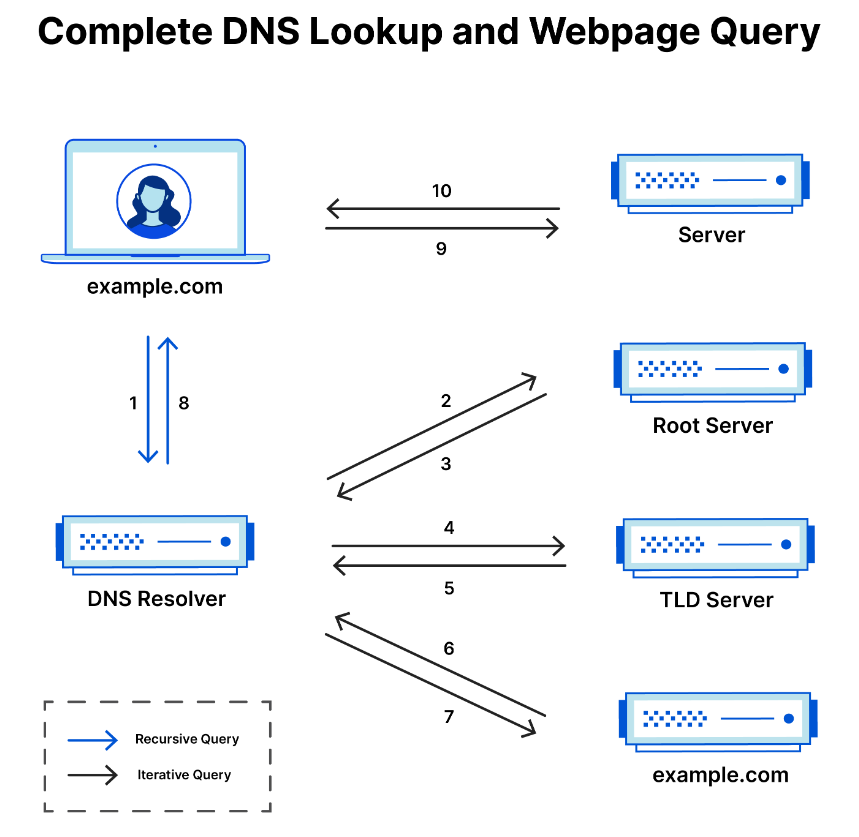 Complete DNS Lookup and Webpage Query
10
9
Server
example.com
1
8
2
3
Root Server
DNS Resolver
4
5
TLD Server
6
7
example.com
Recursive Query
Iterative Query